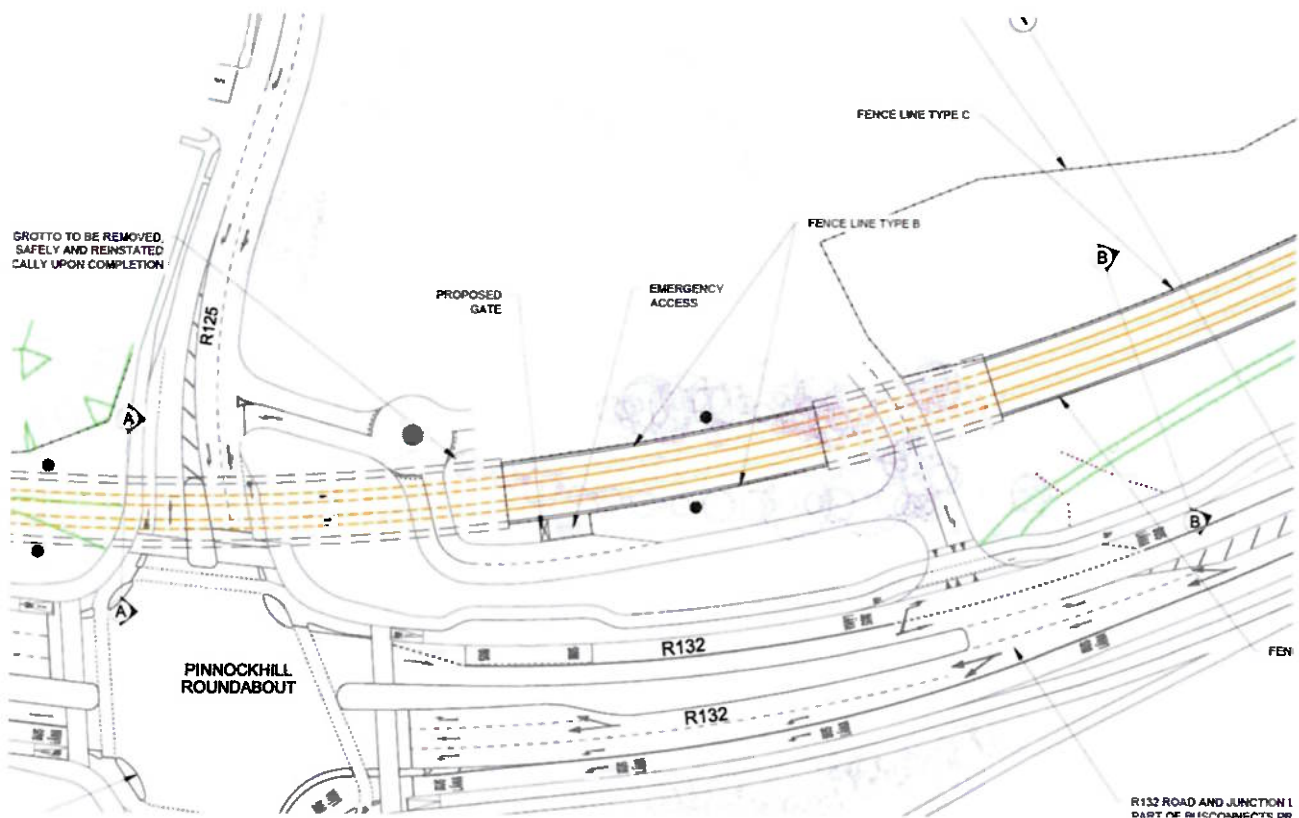 FENCE LINE TYPE C
FENCE LINE TYPE B
GROTTO TO BE REMOVED,
SAFELY AND REINSTATED
CALLY UPON COMPLETION
B
PROPOSED
GATE
EMERGENCY
ACCESS
R125
A
B
A
R132
PINNOCKHILL
ROUNDABOUT
FEN
R132
R132 ROAD AND JUNCTION
PART OF BUSCONNECTS PR